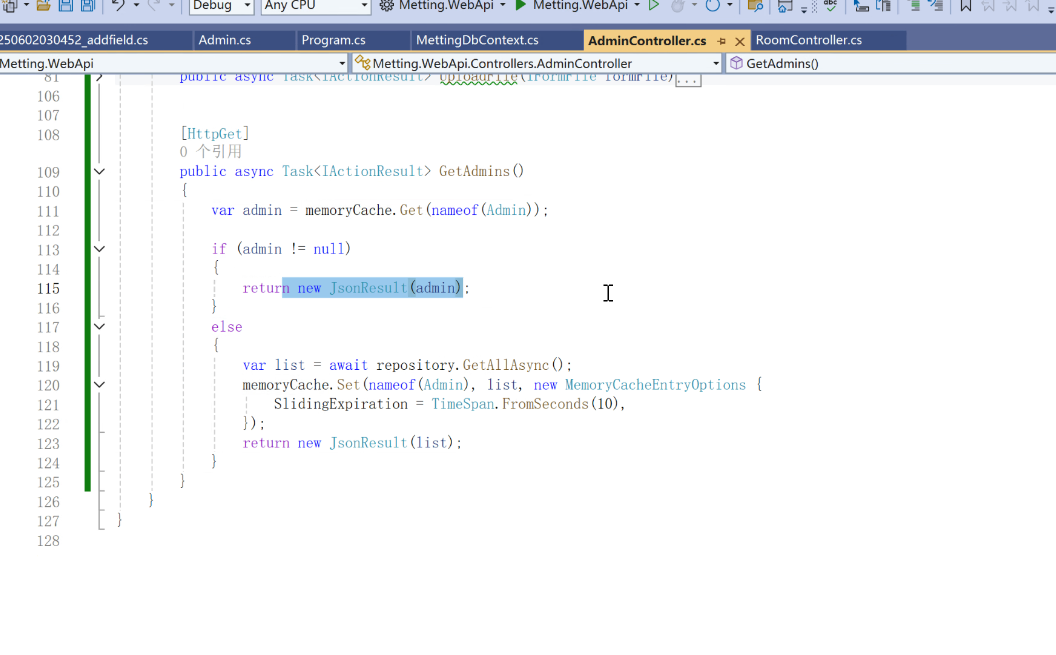 Debug Any CPU Metting.WebApi Metting.WebApi
250602030452_addfield.cs Admin.cs Program.cs MettingDbContext.cs AdminController.cs RoomController.cs
Metting.WebApi Metting.WebApi.Controllers.AdminController GetAdmins()
81 public async Task<IActionResult> UploadFile(IFormFile formFile)...
106
107
108 [HttpGet]
0 个引用
109 public async Task<IActionResult> GetAdmins()
110 {
111 var admin = memoryCache.Get(nameof(Admin));
112
113 if (admin != null)
114 {
115 return new JsonResult(admin);
116 }
117 else
118 {
119 var list = await repository.GetAllAsync();
120 memoryCache.Set(nameof(Admin), list, new MemoryCacheEntryOptions {
121 SlidingExpiration = TimeSpan.FromSeconds(10),
122 });
123 return new JsonResult(list);
124 }
125 }
126 }
127 }
128